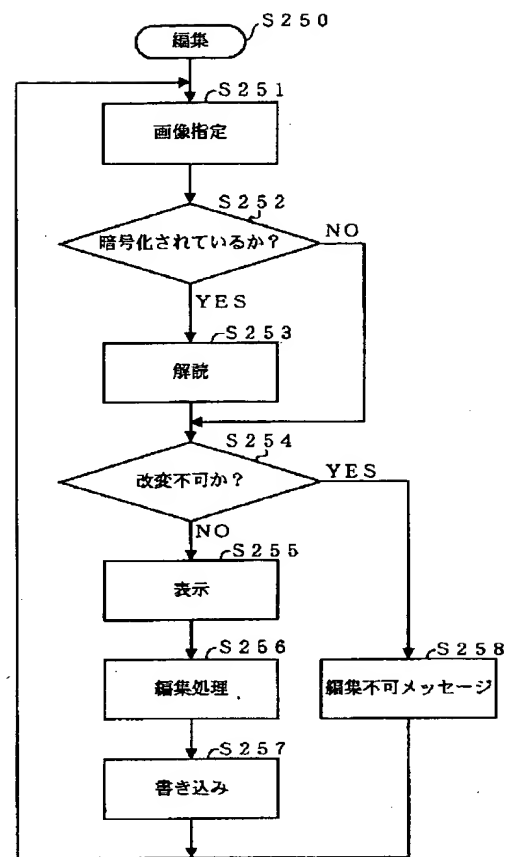 S250
編集
S251
画像指定
S252
暗号化されているか?
NO
YES
S253
解読
S254
改変不可か?
YES
NO
S255
表示
S256
編集処理
S258
編集不可メッセージ
S257
書き込み